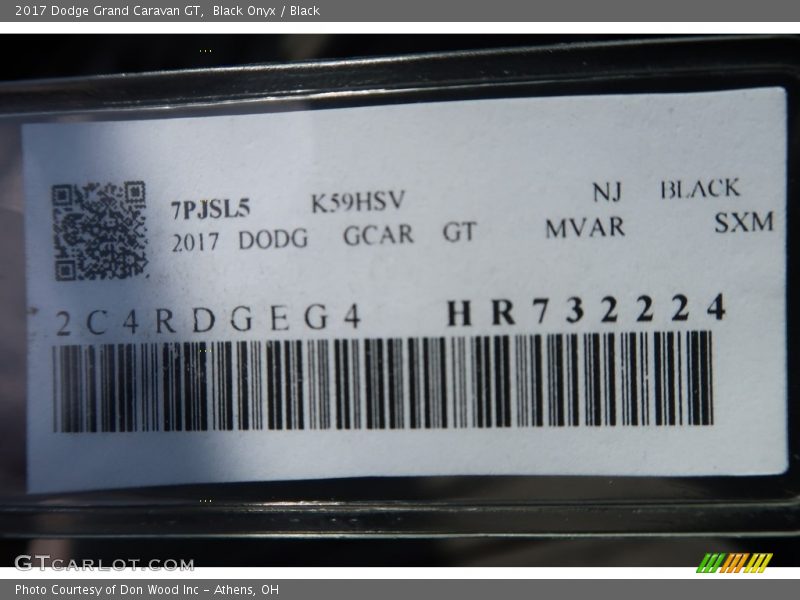 2017 Dodge Grand Caravan GT,  Black Onyx / Black
7PJSL5 K59HSV NJ BLACK
2017 DODG GCAR GT MVAR SXM
2C4RDGEG4 HR732224
GTCARLOT.COM
Photo Courtesy of Don Wood Inc - Athens, OH